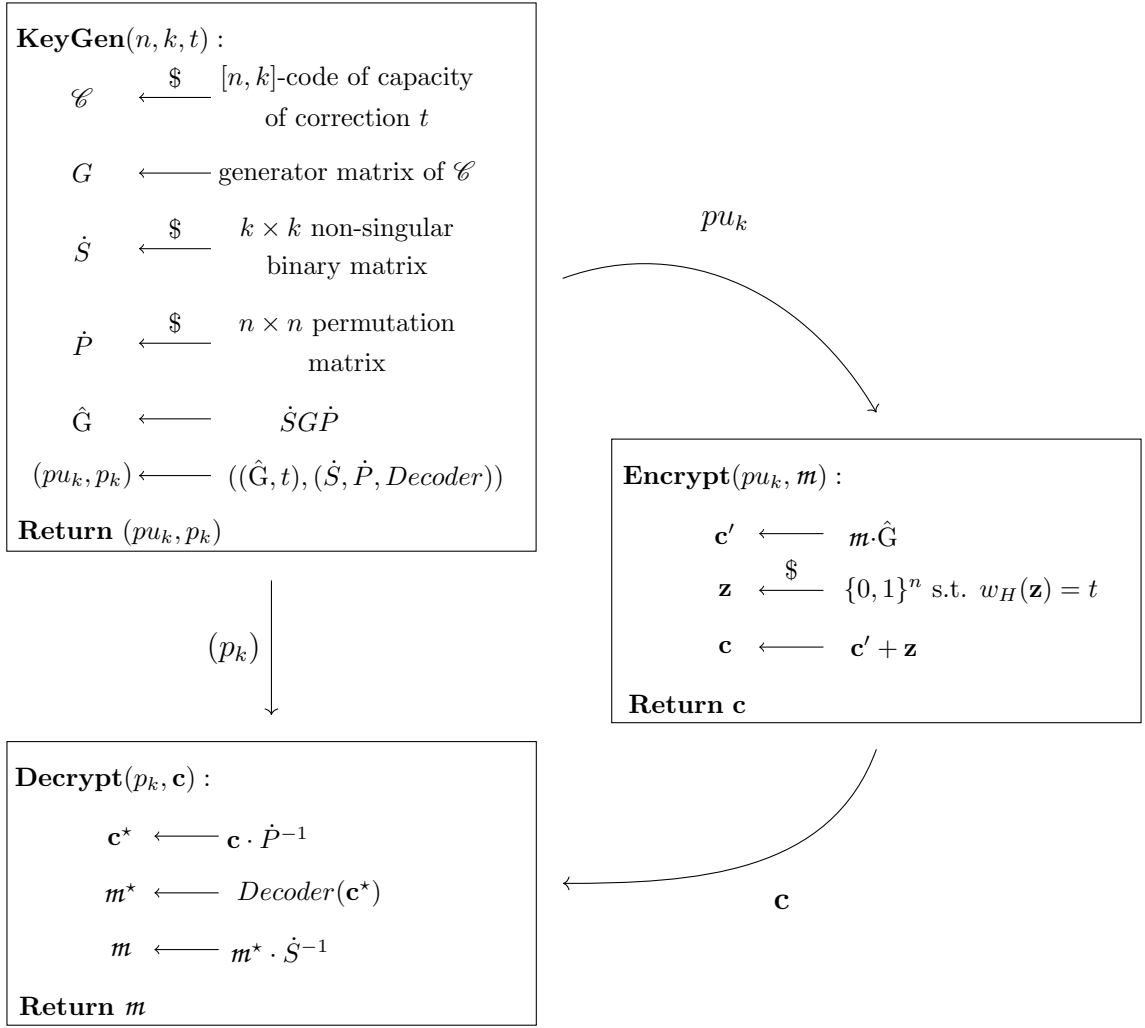 KeyGen(n, k, t) :
𝒞 ←$ [n, k]-code of capacity
of correction t
G ← generator matrix of 𝒞
Ṡ ←$ k × k non-singular
binary matrix
Ṗ ←$ n × n permutation
matrix
Ĝ ← ṠGṖ
(pu_k, p_k) ← ((Ĝ, t), (Ṡ, Ṗ, Decoder))
Return (pu_k, p_k)
pu_k
Encrypt(pu_k, m) :
c′ ← m·Ĝ
z ←$ {0, 1}^n s.t. w_H(z) = t
c ← c′ + z
Return c
(p_k)
Decrypt(p_k, c) :
c⋆ ← c · Ṗ⁻¹
m⋆ ← Decoder(c⋆)
m ← m⋆ · Ṡ⁻¹
Return m
c